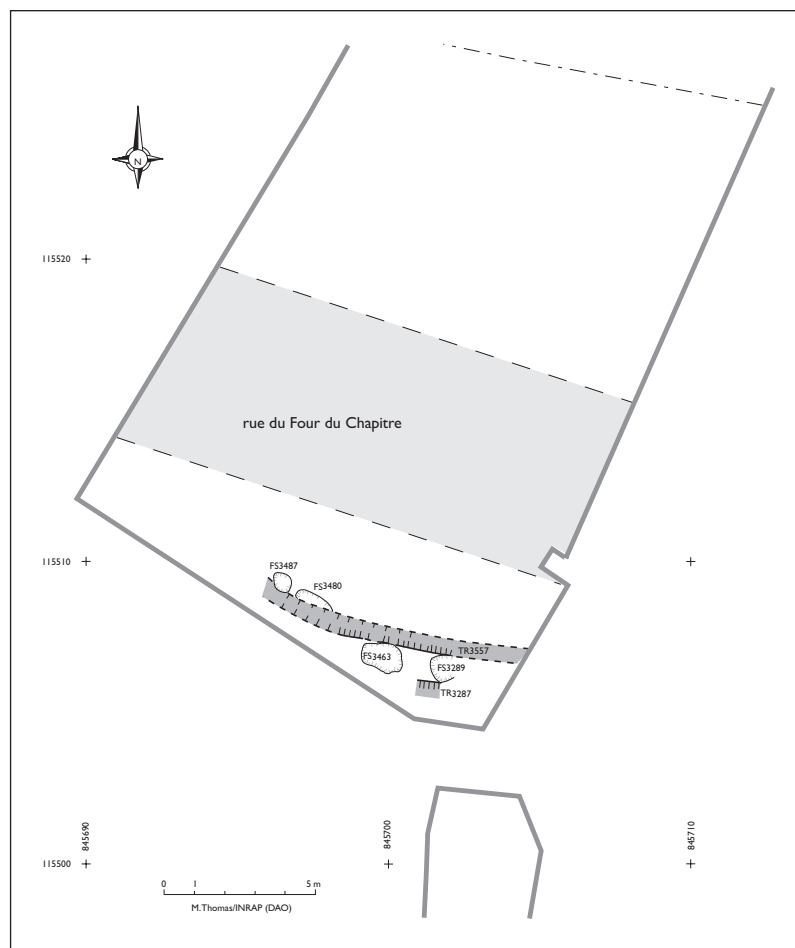 N
115520
rue du Four du Chapitre
115510
FS3487
FS3480
TR3557
FS3463
FS3289
TR3287
845690
845700
845710
115500
0 1 5 m
M.Thomas/INRAP (DAO)